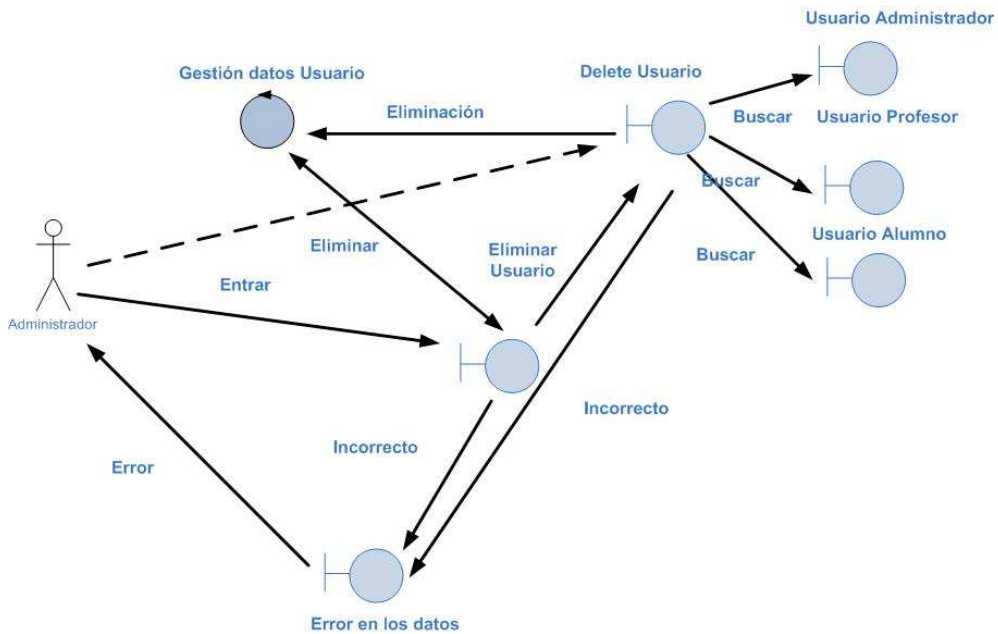 Usuario Administrador
Gestión datos Usuario
Delete Usuario
Eliminación
Buscar
Usuario Profesor
Buscar
Usuario Alumno
Eliminar
Eliminar
Usuario
Buscar
Entrar
Administrador
Incorrecto
Incorrecto
Error
Error en los datos